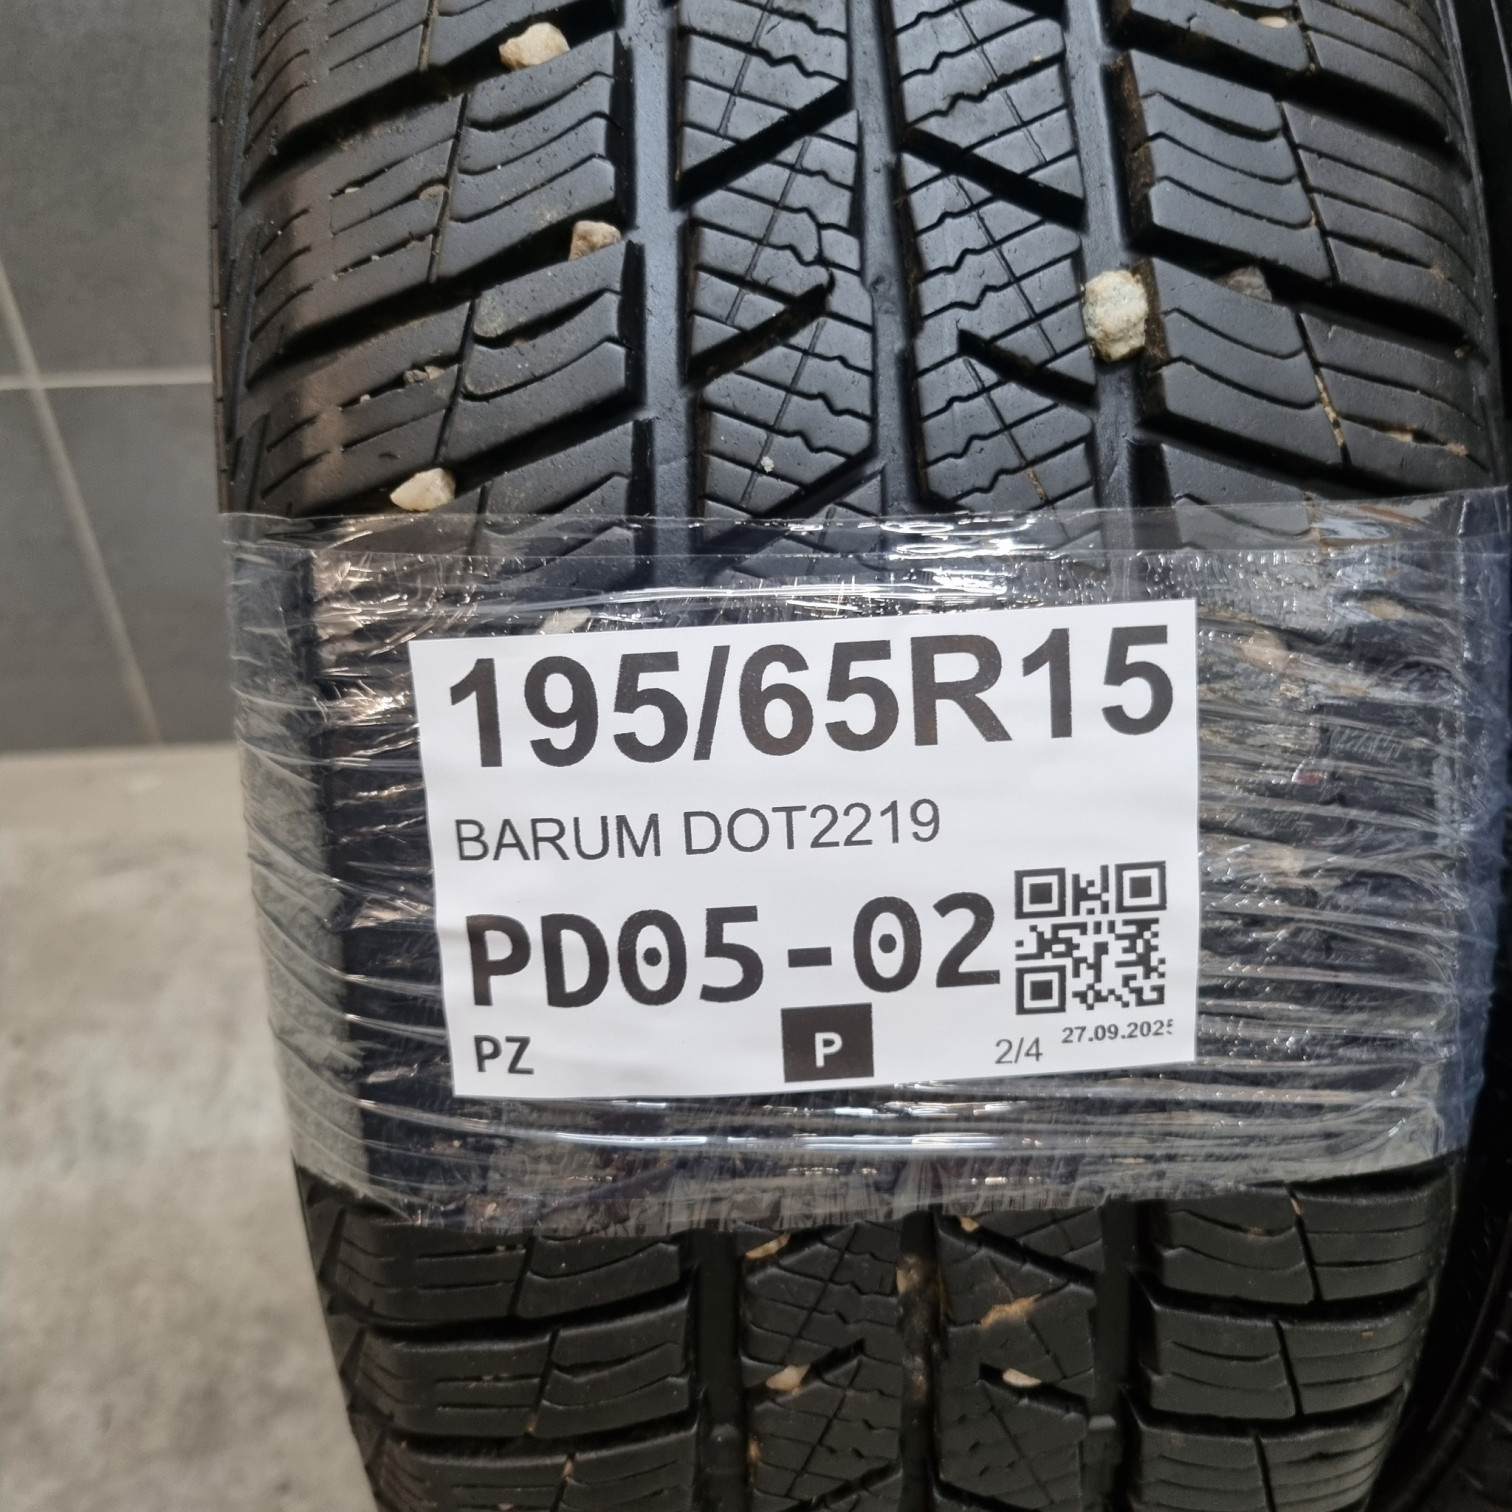 195/65R15
BARUM DOT2219
PD05-02
PZ P 2/4 27.09.2025